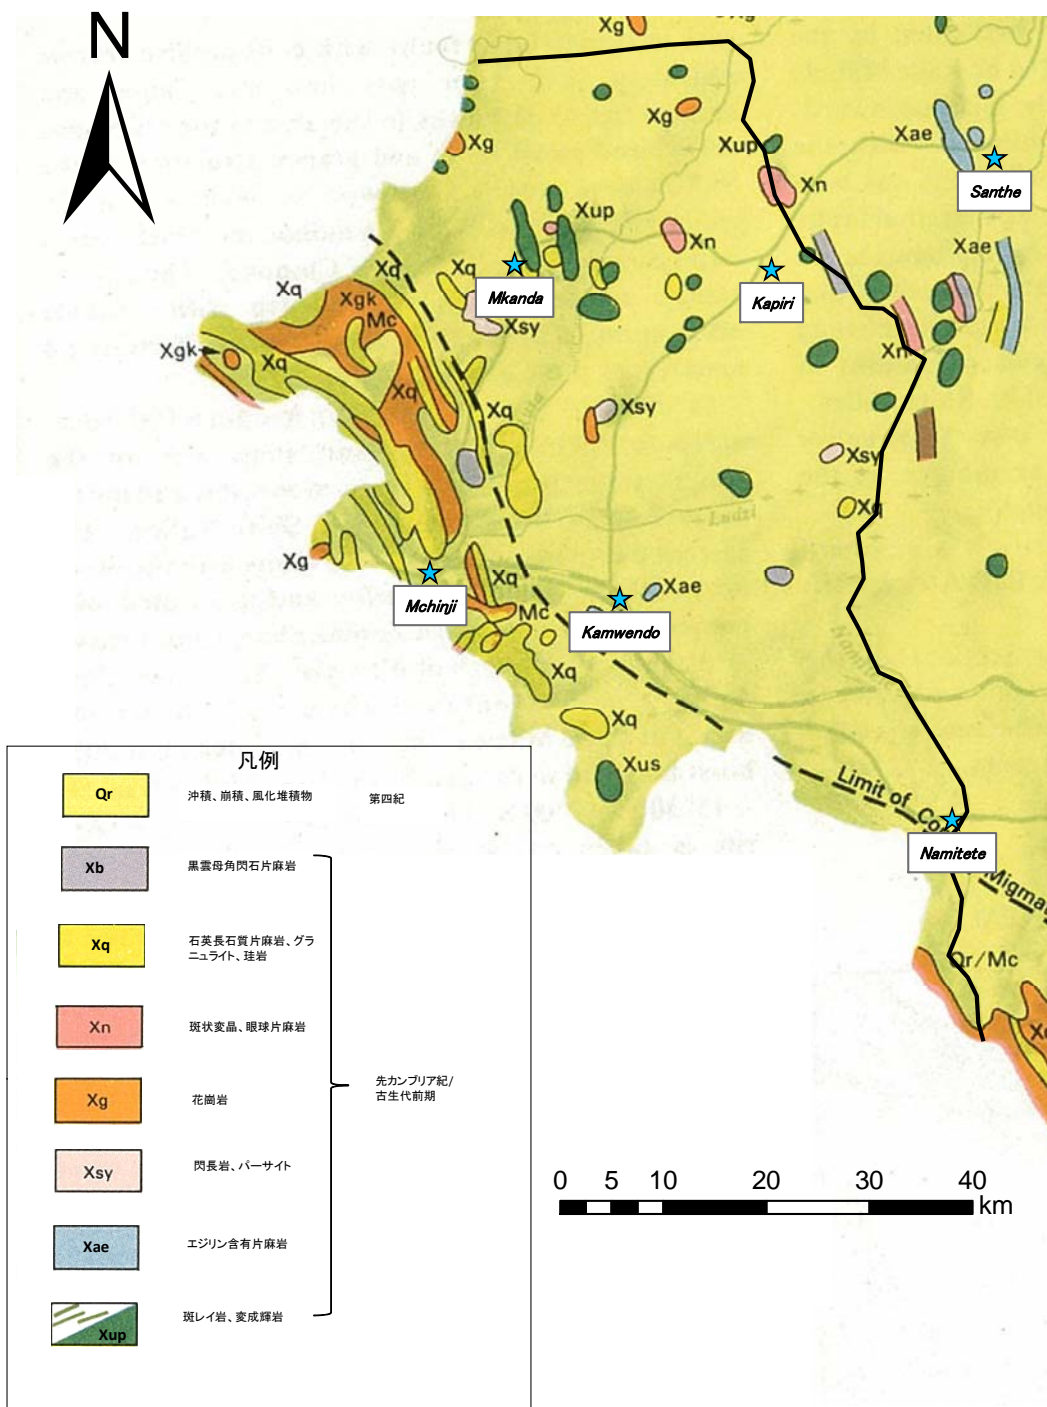 N
Xg
Xg
Xg
Xg
Xup
Xae
Santhe
Xn
Xup
Xn
Xae
Xq
Xq
Mkanda
Kapiri
Xq
Xgk
Mc
Xsy
Xgk
Xq
Xn
Xq
Xq
Xsy
Xsy
Xq
Ludzi
Xg
Mchinji
Xq
Mc
Xae
Kamwendo
Xq
Xq
Xus
Limit of Co
Namitete
Migma
Qr/Mc
凡例
Qr 沖積、崩積、風化堆積物 第四紀
Xb 黒雲母角閃石片麻岩
Xq 石英長石質片麻岩、グラ
ニュライト、珪岩
Xn 斑状変晶、眼球片麻岩
先カンブリア紀/
古生代前期
Xg 花崗岩
Xsy 閃長岩、パーサイト
Xae エジリン含有片麻岩
Xup 斑レイ岩、変成輝岩
0 5 10 20 30 40
km